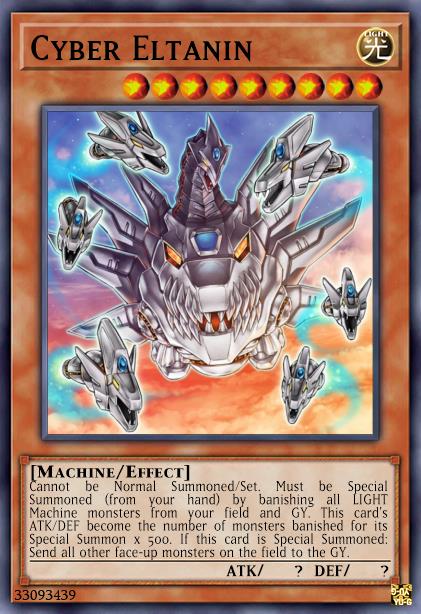 Cyber Eltanin
LIGHT
光
[Machine/Effect]
Cannot be Normal Summoned/Set. Must be Special
Summoned (from your hand) by banishing all LIGHT
Machine monsters from your field and GY. This card's
ATK/DEF become the number of monsters banished for its
Special Summon x 500. If this card is Special Summoned:
Send all other face-up monsters on the field to the GY.
ATK/ ? DEF/ ?
33093439